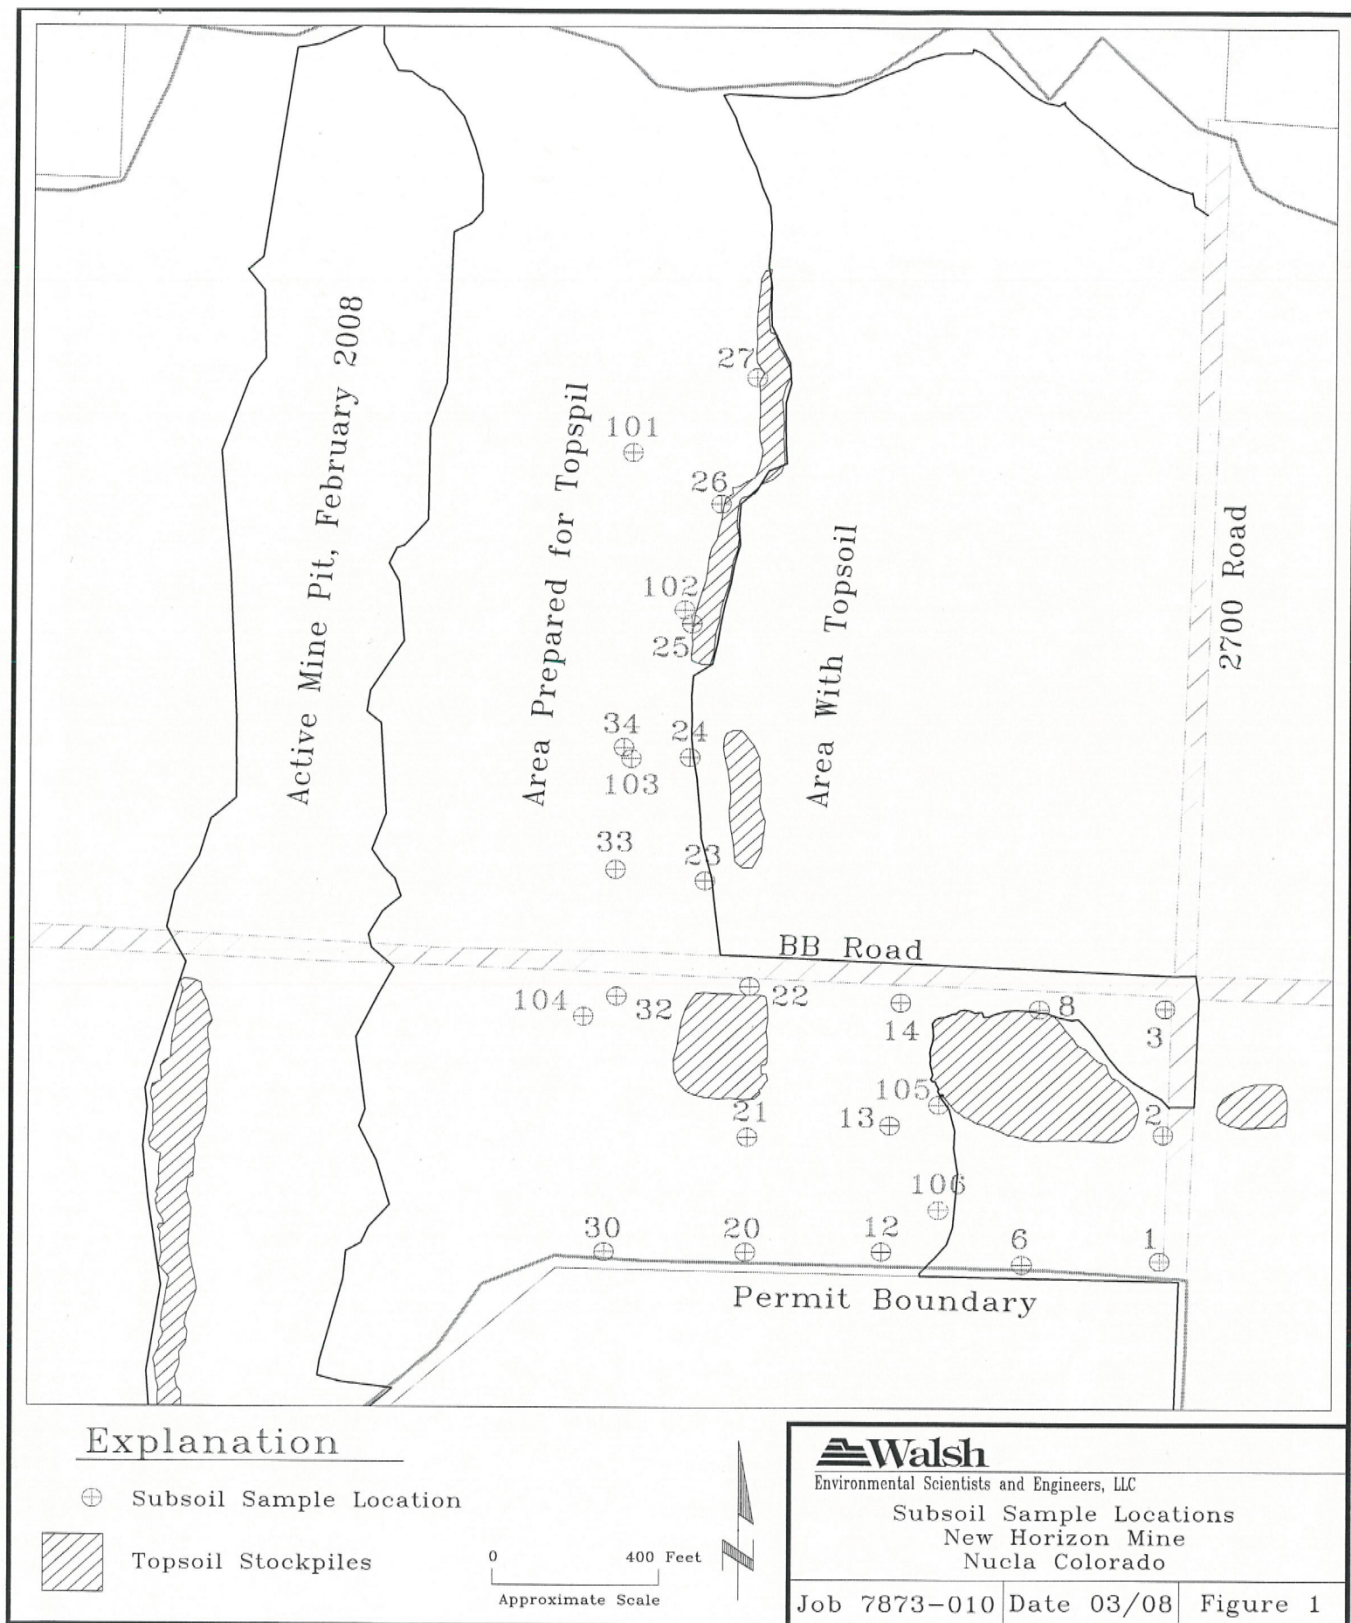 27
101
26
Active Mine Pit, February 2008
Area Prepared for Topspil
Area With Topsoil
2700 Road
102
25
34
24
103
33
23
BB Road
104
32
22
14
8
3
105
13
21
2
106
30
20
12
6
1
Permit Boundary
Explanation
Subsoil Sample Location
Topsoil Stockpiles
0
400 Feet
Approximate Scale
N
Walsh
Environmental Scientists and Engineers, LLC
Subsoil Sample Locations
New Horizon Mine
Nucla Colorado
Job 7873-010
Date 03/08
Figure 1